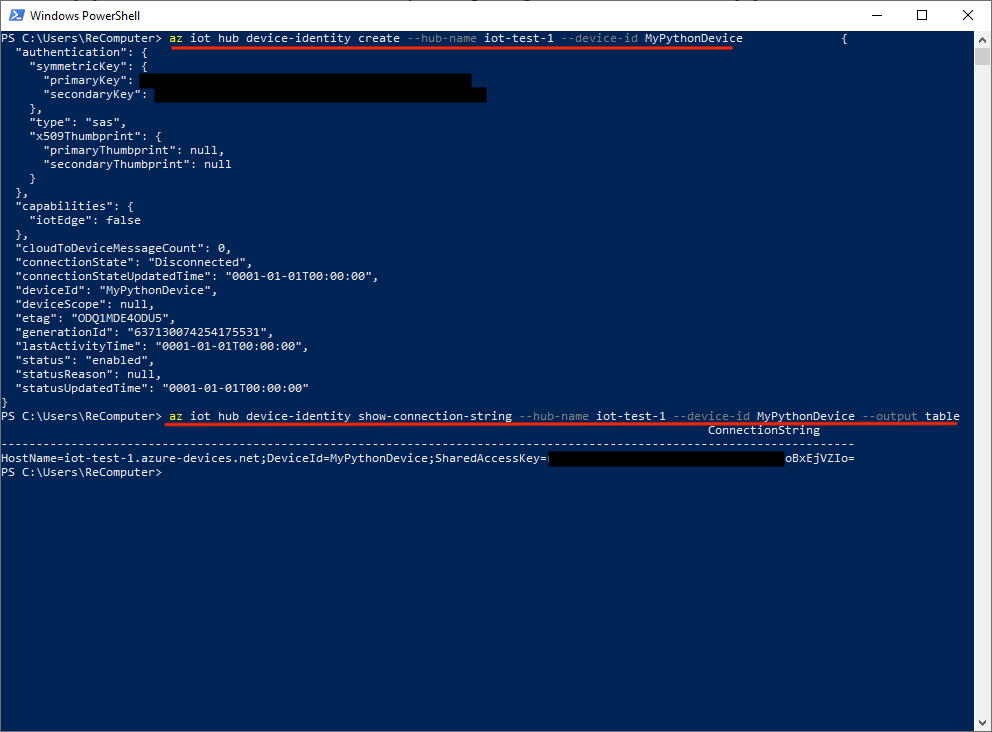 Windows PowerShell
PS C:\Users\ReComputer> az iot hub device-identity create --hub-name iot-test-1 --device-id MyPythonDevice {
"authentication": {
"symmetricKey": {
"primaryKey":
"secondaryKey":
},
"type": "sas",
"x509Thumbprint": {
"primaryThumbprint": null,
"secondaryThumbprint": null
}
},
"capabilities": {
"iotEdge": false
},
"cloudToDeviceMessageCount": 0,
"connectionState": "Disconnected",
"connectionStateUpdatedTime": "0001-01-01T00:00:00",
"deviceId": "MyPythonDevice",
"deviceScope": null,
"etag": "ODQ1MDE4ODU5",
"generationId": "637130074254175531",
"lastActivityTime": "0001-01-01T00:00:00",
"status": "enabled",
"statusReason": null,
"statusUpdatedTime": "0001-01-01T00:00:00"
}
PS C:\Users\ReComputer> az iot hub device-identity show-connection-string --hub-name iot-test-1 --device-id MyPythonDevice --output table
ConnectionString
--------------------------------------------------------------------------------------------------------------------------
HostName=iot-test-1.azure-devices.net;DeviceId=MyPythonDevice;SharedAccessKey= oBxEjVZIo=
PS C:\Users\ReComputer>